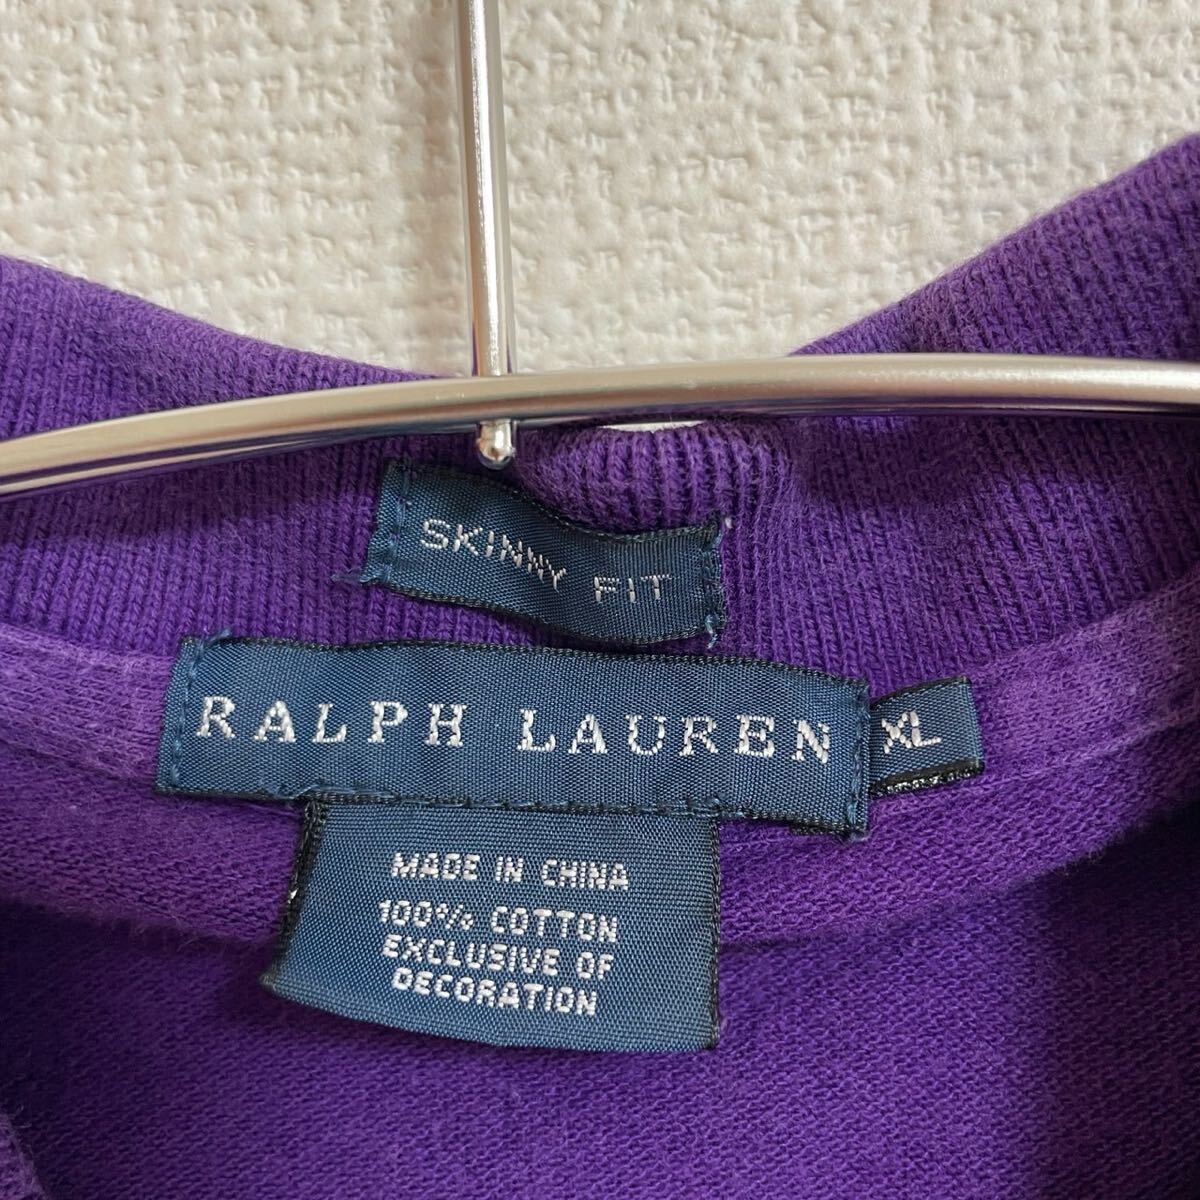 SKINNY FIT
RALPH LAUREN
XL
MADE IN CHINA
100% COTTON
EXCLUSIVE OF
DECORATION